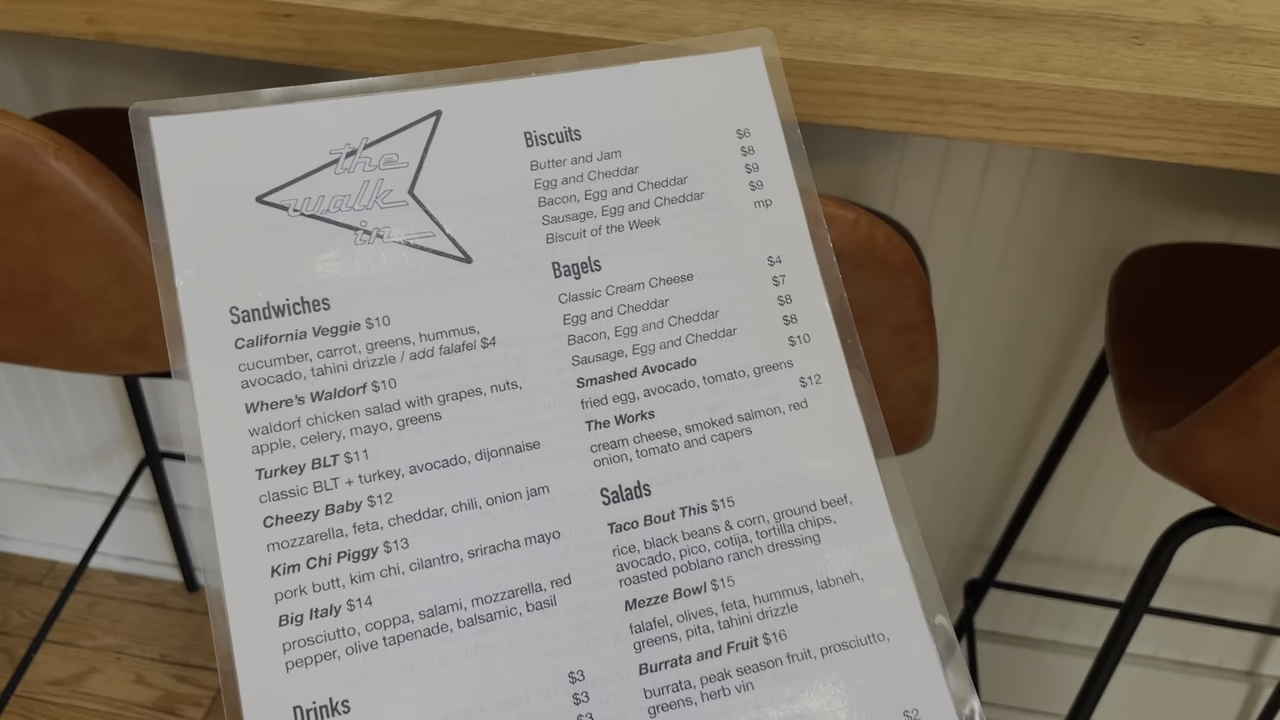 the
walk
in
Sandwiches
California Veggie $10
cucumber, carrot, greens, hummus,
avocado, tahini drizzle / add falafel $4
Where's Waldorf $10
waldorf chicken salad with grapes, nuts,
apple, celery, mayo, greens
Turkey BLT $11
classic BLT + turkey, avocado, dijonnaise
Cheezy Baby $12
mozzarella, feta, cheddar, chili, onion jam
Kim Chi Piggy $13
pork butt, kim chi, cilantro, sriracha mayo
Big Italy $14
prosciutto, coppa, salami, mozzarella, red
pepper, olive tapenade, balsamic, basil
Drinks
$3
$3
$3
Biscuits
Butter and Jam $6
Egg and Cheddar $8
Bacon, Egg and Cheddar $9
Sausage, Egg and Cheddar $9
Biscuit of the Week mp
Bagels
Classic Cream Cheese $4
Egg and Cheddar $7
Bacon, Egg and Cheddar $8
Sausage, Egg and Cheddar $8
Smashed Avocado $10
fried egg, avocado, tomato, greens
The Works $12
cream cheese, smoked salmon, red
onion, tomato and capers
Salads
Taco Bout This $15
rice, black beans & corn, ground beef,
avocado, pico, cotija, tortilla chips,
roasted poblano ranch dressing
Mezze Bowl $15
falafel, olives, feta, hummus, labneh,
greens, pita, tahini drizzle
Burrata and Fruit $16
burrata, peak season fruit, prosciutto,
greens, herb vin
$2